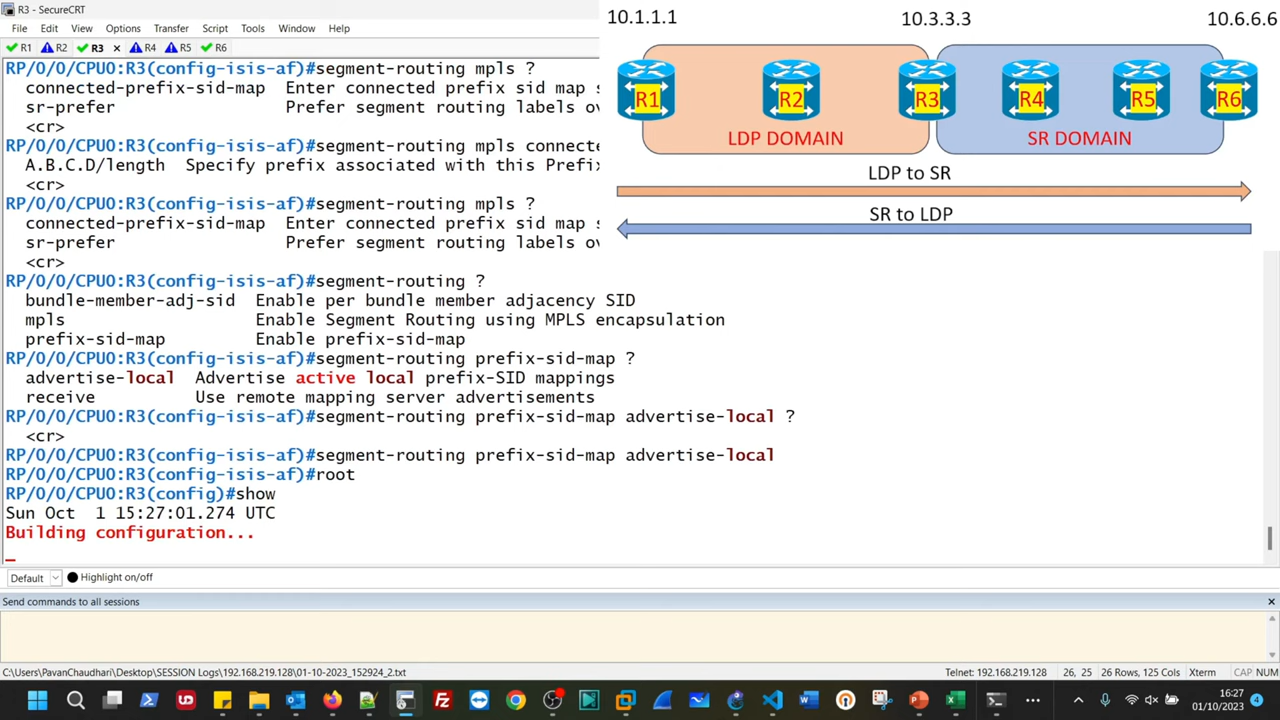 R3 - SecureCRT
File Edit View Options Transfer Script Tools Window Help
R1 R2 R3 × R4 R5 R6
RP/0/0/CPU0:R3(config-isis-af)#segment-routing mpls ?
connected-prefix-sid-map Enter connected prefix sid map s
sr-prefer Prefer segment routing labels ov
<cr>
RP/0/0/CPU0:R3(config-isis-af)#segment-routing mpls connecte
A.B.C.D/length Specify prefix associated with this Prefix
<cr>
RP/0/0/CPU0:R3(config-isis-af)#segment-routing mpls ?
connected-prefix-sid-map Enter connected prefix sid map s
sr-prefer Prefer segment routing labels ov
<cr>
RP/0/0/CPU0:R3(config-isis-af)#segment-routing ?
bundle-member-adj-sid Enable per bundle member adjacency SID
mpls Enable Segment Routing using MPLS encapsulation
prefix-sid-map Enable prefix-sid-map
RP/0/0/CPU0:R3(config-isis-af)#segment-routing prefix-sid-map ?
advertise-local Advertise active local prefix-SID mappings
receive Use remote mapping server advertisements
RP/0/0/CPU0:R3(config-isis-af)#segment-routing prefix-sid-map advertise-local ?
<cr>
RP/0/0/CPU0:R3(config-isis-af)#segment-routing prefix-sid-map advertise-local
RP/0/0/CPU0:R3(config-isis-af)#root
RP/0/0/CPU0:R3(config)#show
Sun Oct 1 15:27:01.274 UTC
Building configuration...
10.1.1.1 10.3.3.3 10.6.6.6
R1 R2 R3 R4 R5 R6
LDP DOMAIN SR DOMAIN
LDP to SR
SR to LDP
Default Highlight on/off
Send commands to all sessions
C:\Users\PavanChaudhari\Desktop\SESSION Logs\192.168.219.128\01-10-2023_152924_2.txt Telnet: 192.168.219.128 26, 25 26 Rows, 125 Cols Xterm CAP NUM
16:27
01/10/2023
4